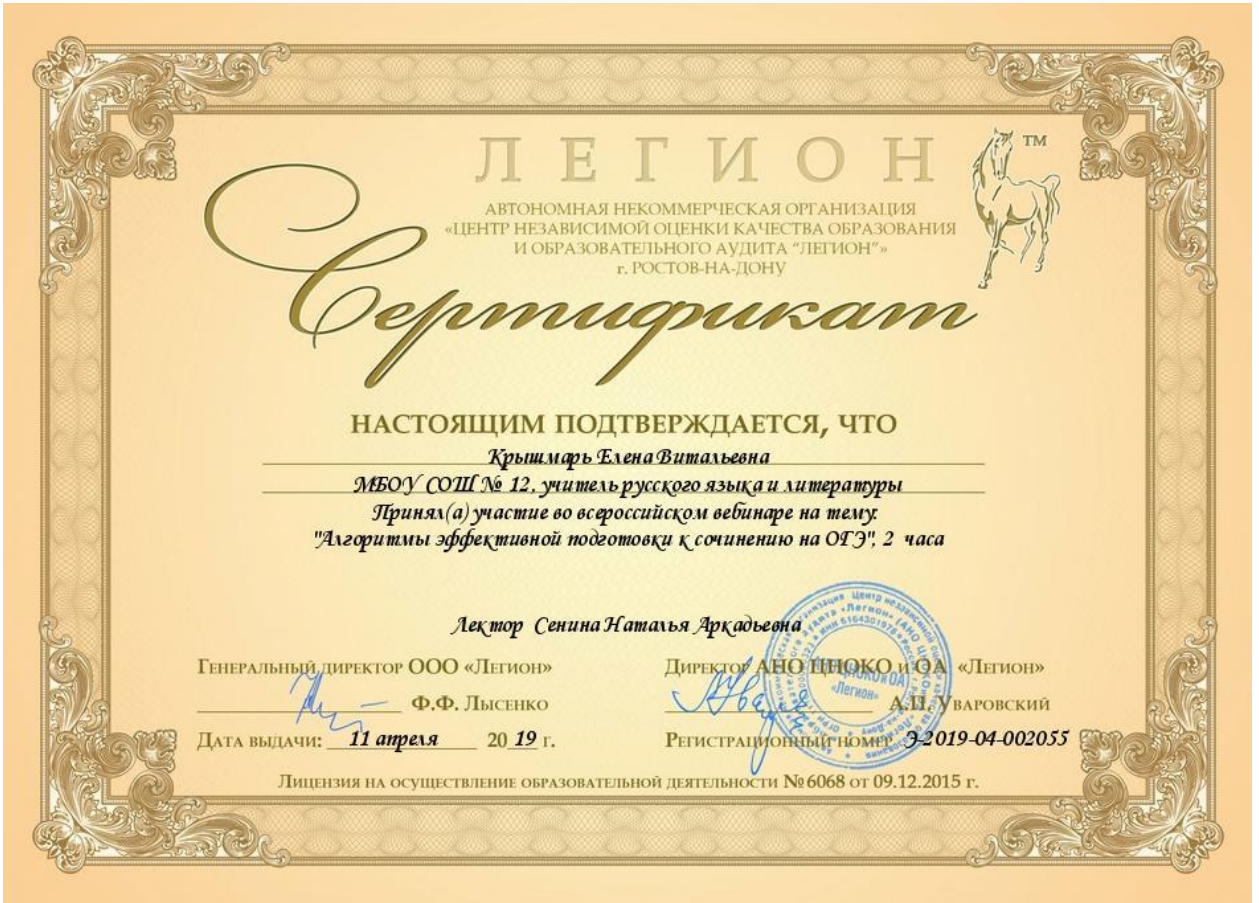 ЛЕГИОН
TM
АВТОНОМНАЯ НЕКОММЕРЧЕСКАЯ ОРГАНИЗАЦИЯ
«ЦЕНТР НЕЗАВИСИМОЙ ОЦЕНКИ КАЧЕСТВА ОБРАЗОВАНИЯ
И ОБРАЗОВАТЕЛЬНОГО АУДИТА "ЛЕГИОН"»
г. РОСТОВ-НА-ДОНУ
Сертификат
НАСТОЯЩИМ ПОДТВЕРЖДАЕТСЯ, ЧТО
Крышмарь Елена Витальевна
МБОУ СОШ № 12, учитель русского языка и литературы
Принял(а) участие во всероссийском вебинаре на тему:
"Алгоритмы эффективной подготовки к сочинению на ОГЭ", 2 часа
Лектор Сенина Наталья Аркадьевна
Генеральный директор ООО «Легион»
Ф.Ф. Лысенко
Дата выдачи: 11 апреля 20 19 г.
Директор АНО ЦНОКО и ОА «Легион»
А.П. Уваровский
Регистрационный номер Э-2019-04-002055
«Легион»
Лицензия на осуществление образовательной деятельности № 6068 от 09.12.2015 г.